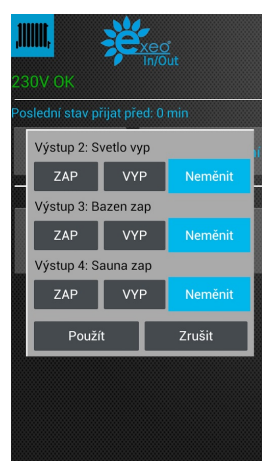 exeo
In/Out
230V OK
Poslední stav přijat před: 0 min
Výstup 2: Svetlo vyp
ZAP VYP Neměnit
Výstup 3: Bazen zap
ZAP VYP Neměnit
Výstup 4: Sauna zap
ZAP VYP Neměnit
Použít Zrušit